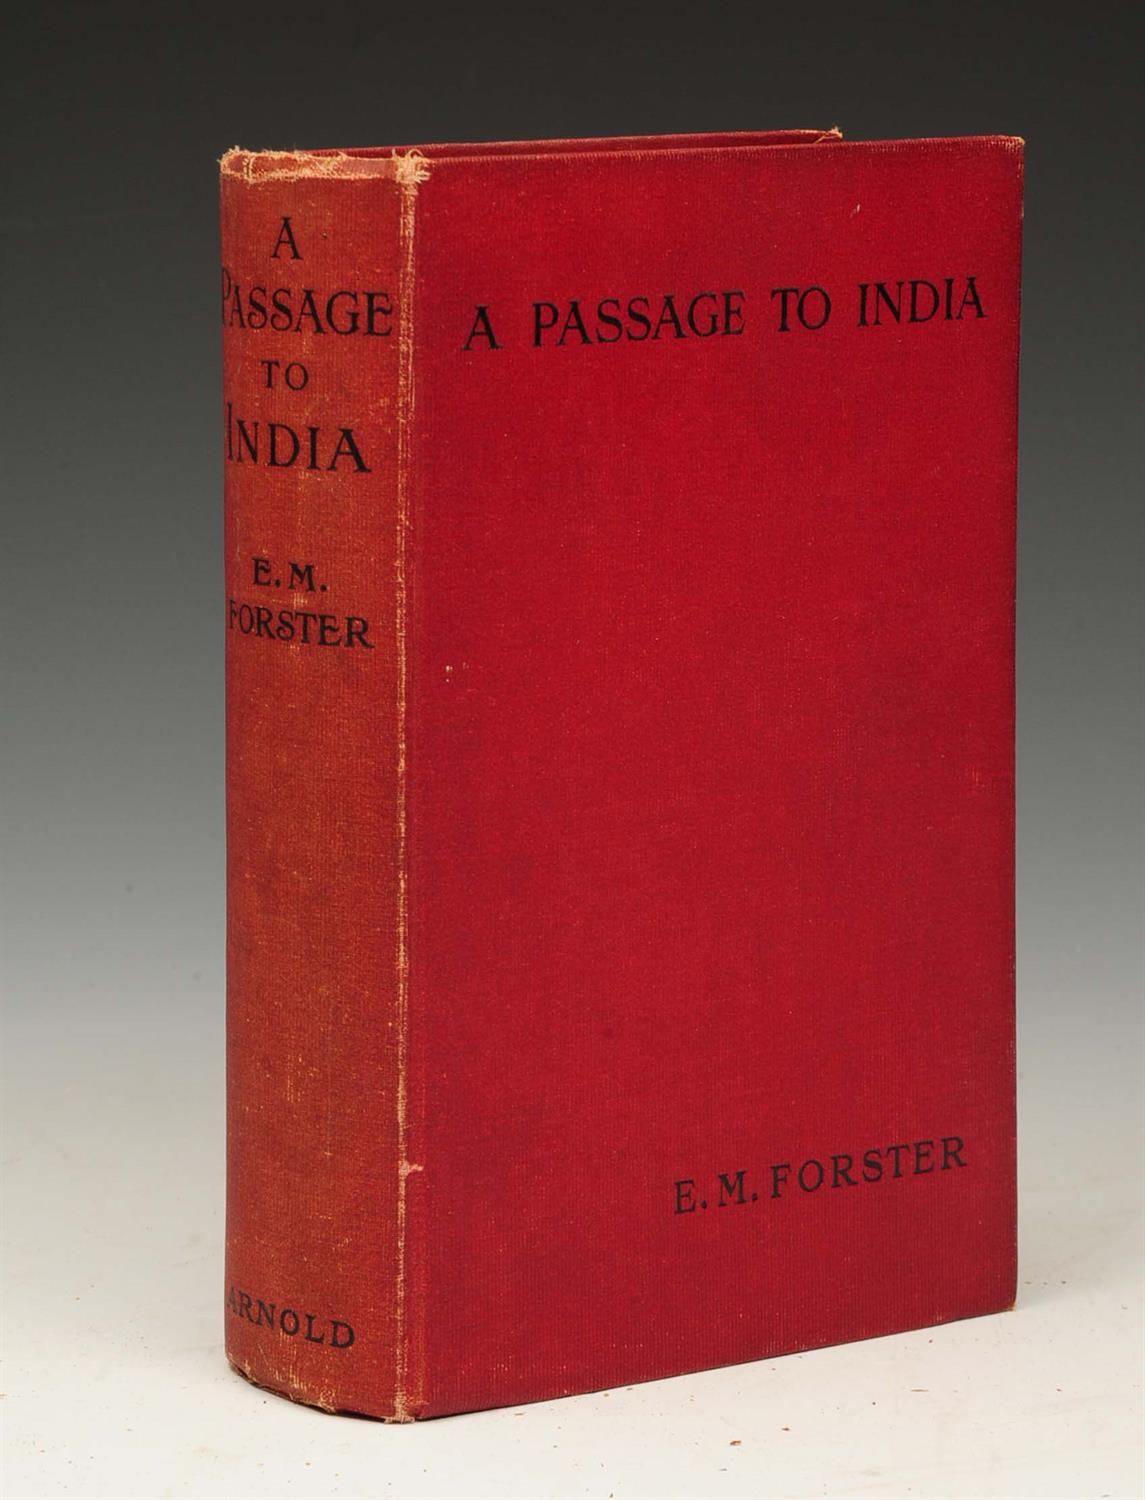 A
PASSAGE
TO
INDIA
E. M.
FORSTER
ARNOLD
A PASSAGE TO INDIA
E. M. FORSTER